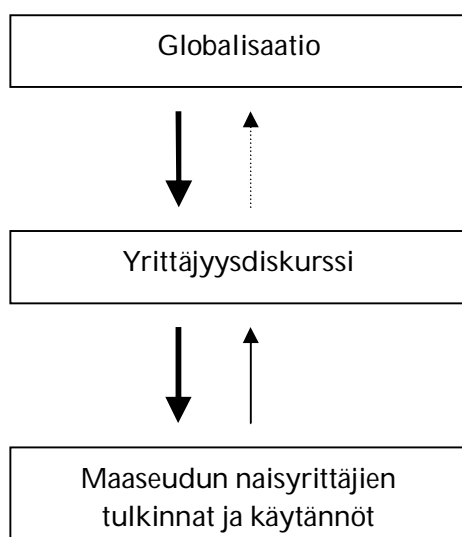 Globalisaatio
Yrittäjyysdiskurssi
Maaseudun naisyrittäjien
tulkinnat ja käytännöt